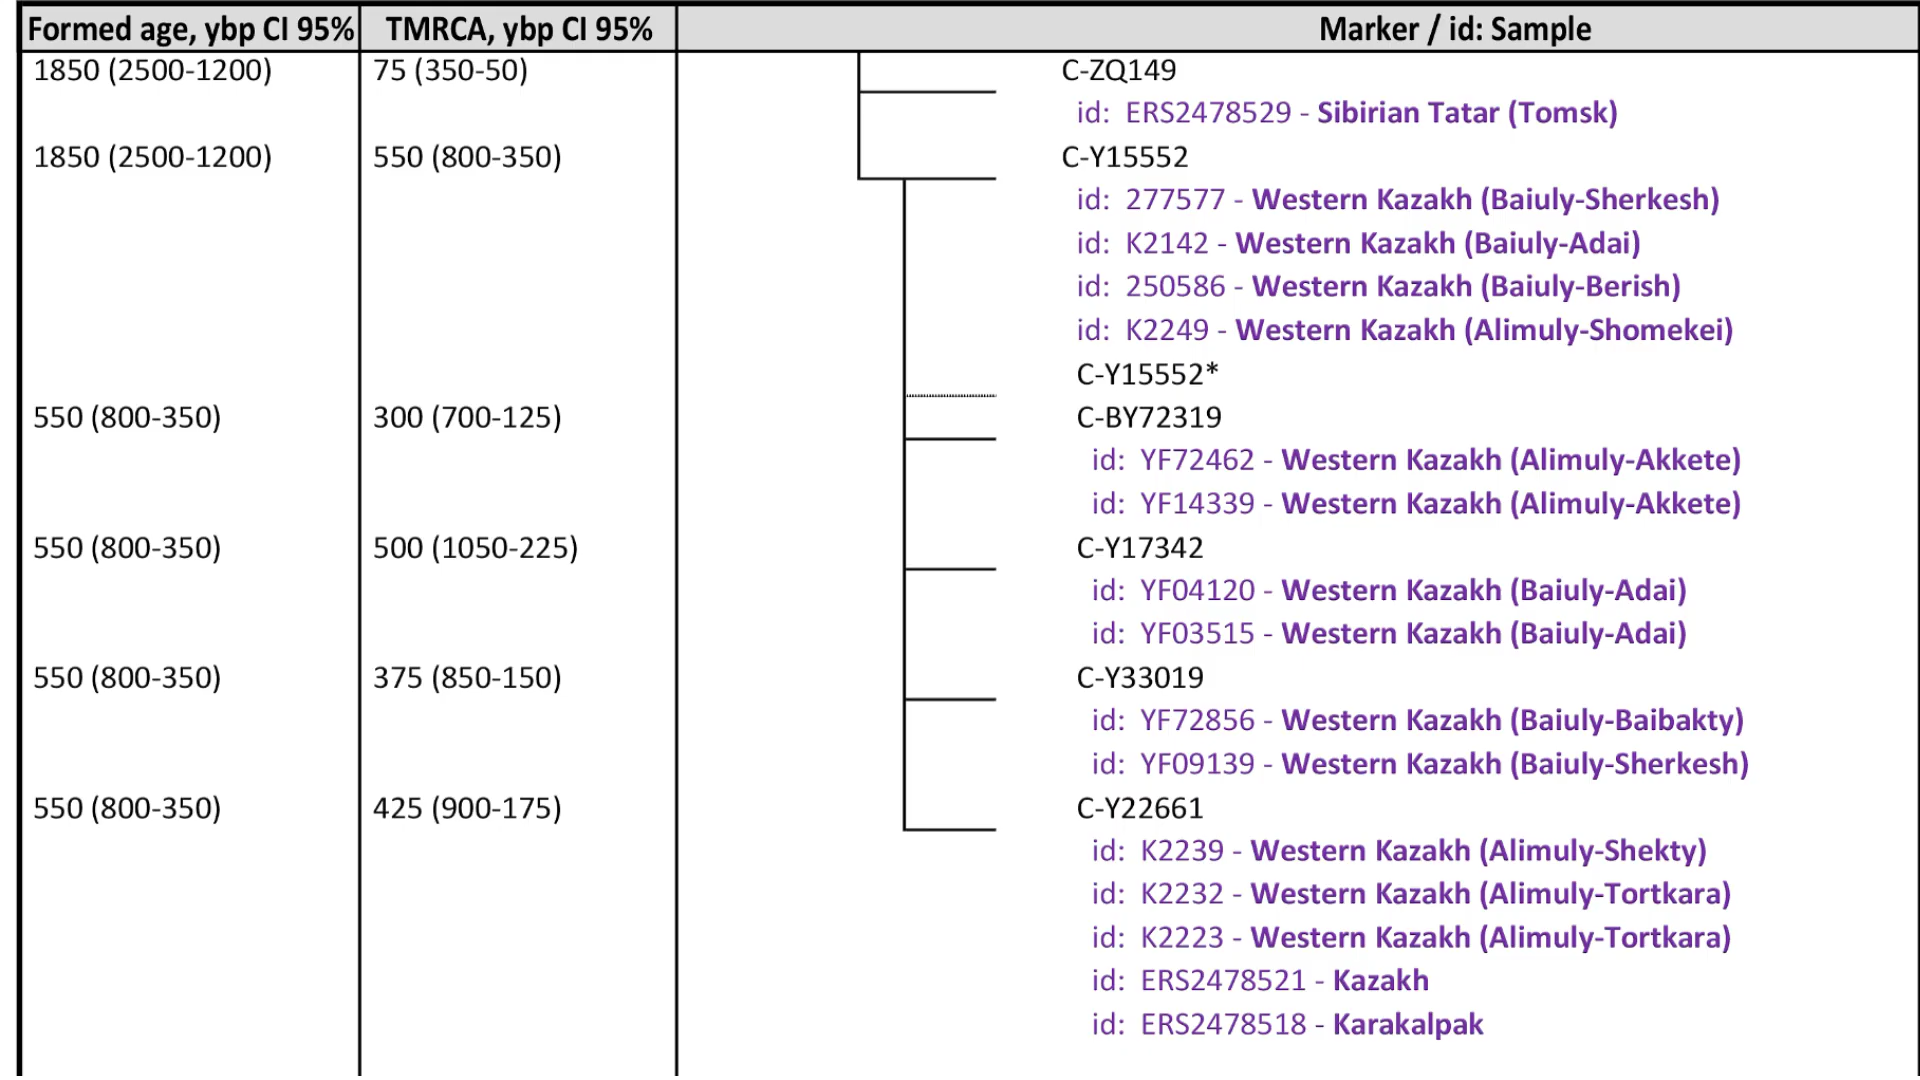 Formed age, ybp CI 95% TMRCA, ybp CI 95% Marker / id: Sample
1850 (2500-1200) 75 (350-50) C-ZQ149
id: ERS2478529 - Sibirian Tatar (Tomsk)
1850 (2500-1200) 550 (800-350) C-Y15552
id: 277577 - Western Kazakh (Baiuly-Sherkesh)
id: K2142 - Western Kazakh (Baiuly-Adai)
id: 250586 - Western Kazakh (Baiuly-Berish)
id: K2249 - Western Kazakh (Alimuly-Shomekei)
C-Y15552*
550 (800-350) 300 (700-125) C-BY72319
id: YF72462 - Western Kazakh (Alimuly-Akkete)
id: YF14339 - Western Kazakh (Alimuly-Akkete)
550 (800-350) 500 (1050-225) C-Y17342
id: YF04120 - Western Kazakh (Baiuly-Adai)
id: YF03515 - Western Kazakh (Baiuly-Adai)
550 (800-350) 375 (850-150) C-Y33019
id: YF72856 - Western Kazakh (Baiuly-Baibakty)
id: YF09139 - Western Kazakh (Baiuly-Sherkesh)
550 (800-350) 425 (900-175) C-Y22661
id: K2239 - Western Kazakh (Alimuly-Shekty)
id: K2232 - Western Kazakh (Alimuly-Tortkara)
id: K2223 - Western Kazakh (Alimuly-Tortkara)
id: ERS2478521 - Kazakh
id: ERS2478518 - Karakalpak